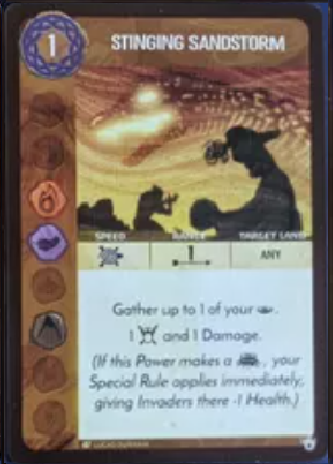 1
STINGING SANDSTORM
SPEED RANGE TARGET LAND
1 ANY
Gather up to 1 of your
1 and 1 Damage.
(If this Power makes a , your
Special Rule applies immediately,
giving Invaders there -1 Health.)